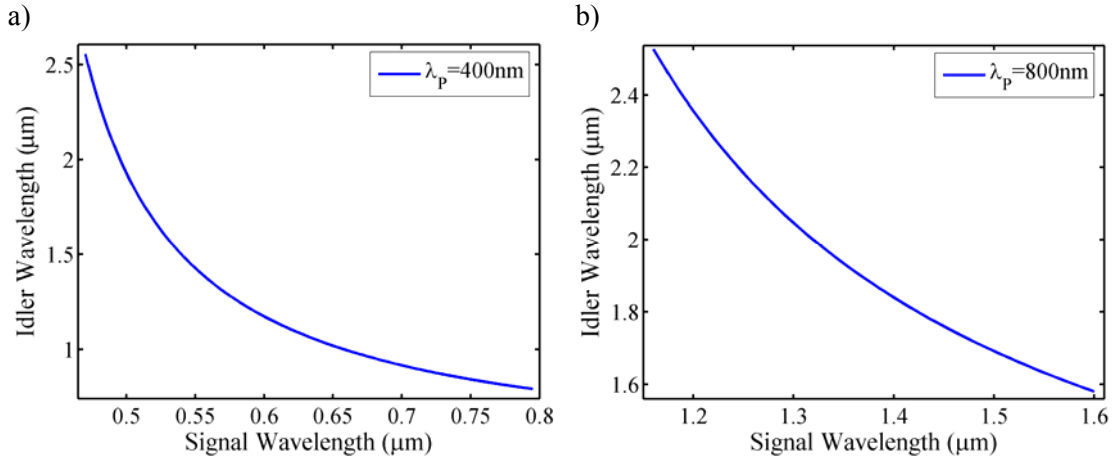 a)
2.5
2
1.5
1
0.5
0.55
0.6
0.65
0.7
0.75
0.8
Idler Wavelength (μm)
Signal Wavelength (μm)
λP=400nm
b)
2.4
2.2
2
1.8
1.6
1.2
1.3
1.4
1.5
1.6
Idler Wavelength (μm)
Signal Wavelength (μm)
λP=800nm